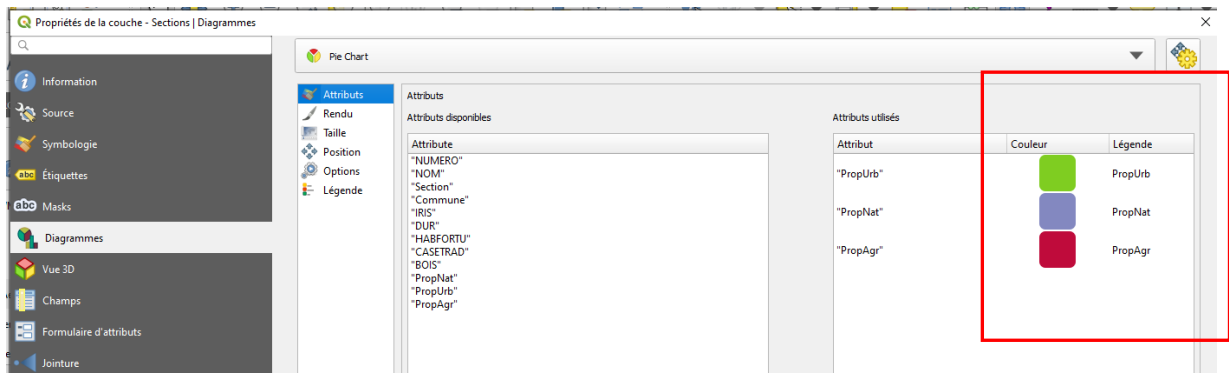 Propriétés de la couche - Sections | Diagrammes
Information
Source
Symbologie
abc Étiquettes
abc Masks
Diagrammes
Vue 3D
Champs
Formulaire d'attributs
Jointure
Pie Chart
Attributs
Rendu
Taille
Position
Options
Légende
Attributs
Attributs disponibles
Attribute
"NUMERO"
"NOM"
"Section"
"Commune"
"IRIS"
"DUR"
"HABFORTU"
"CASETRAD"
"BOIS"
"PropNat"
"PropUrb"
"PropAgr"
Attributs utilisés
Attribut Couleur Légende
"PropUrb" PropUrb
"PropNat" PropNat
"PropAgr" PropAgr